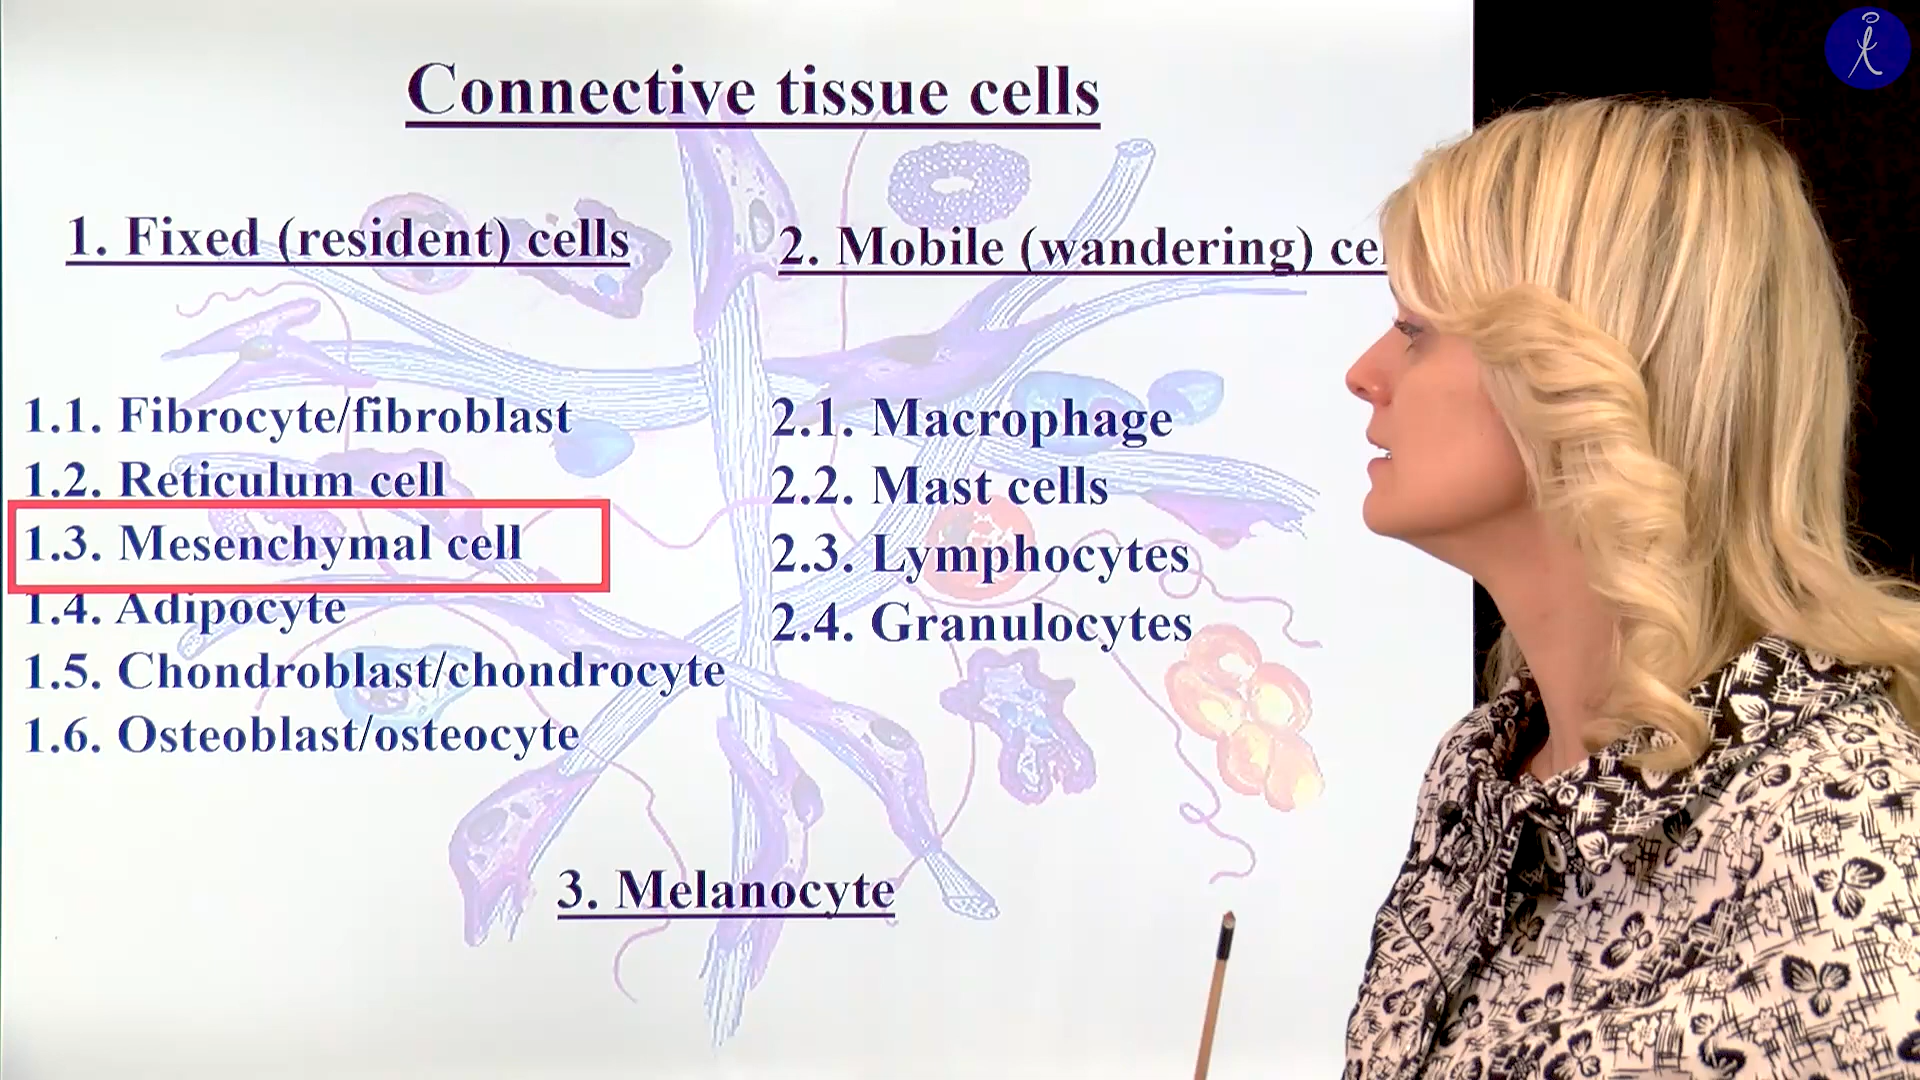 Connective tissue cells
1. Fixed (resident) cells
1.1. Fibrocyte/fibroblast
1.2. Reticulum cell
1.3. Mesenchymal cell
1.4. Adipocyte
1.5. Chondroblast/chondrocyte
1.6. Osteoblast/osteocyte
2. Mobile (wandering)
2.1. Macrophage
2.2. Mast cells
2.3. Lymphocytes
2.4. Granulocytes
3. Melanocyte